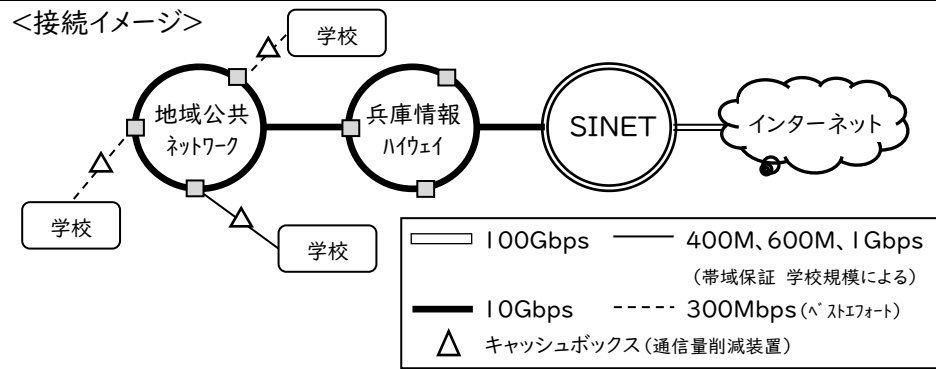 <接続イメージ>
学校
地域公共
ネットワーク
兵庫情報
ハイウェイ
SINET
インターネット
学校
学校
100Gbps
400M、600M、1Gbps
(帯域保証 学校規模による)
10Gbps
300Mbps(ベストエフォート)
キャッシュボックス(通信量削減装置)